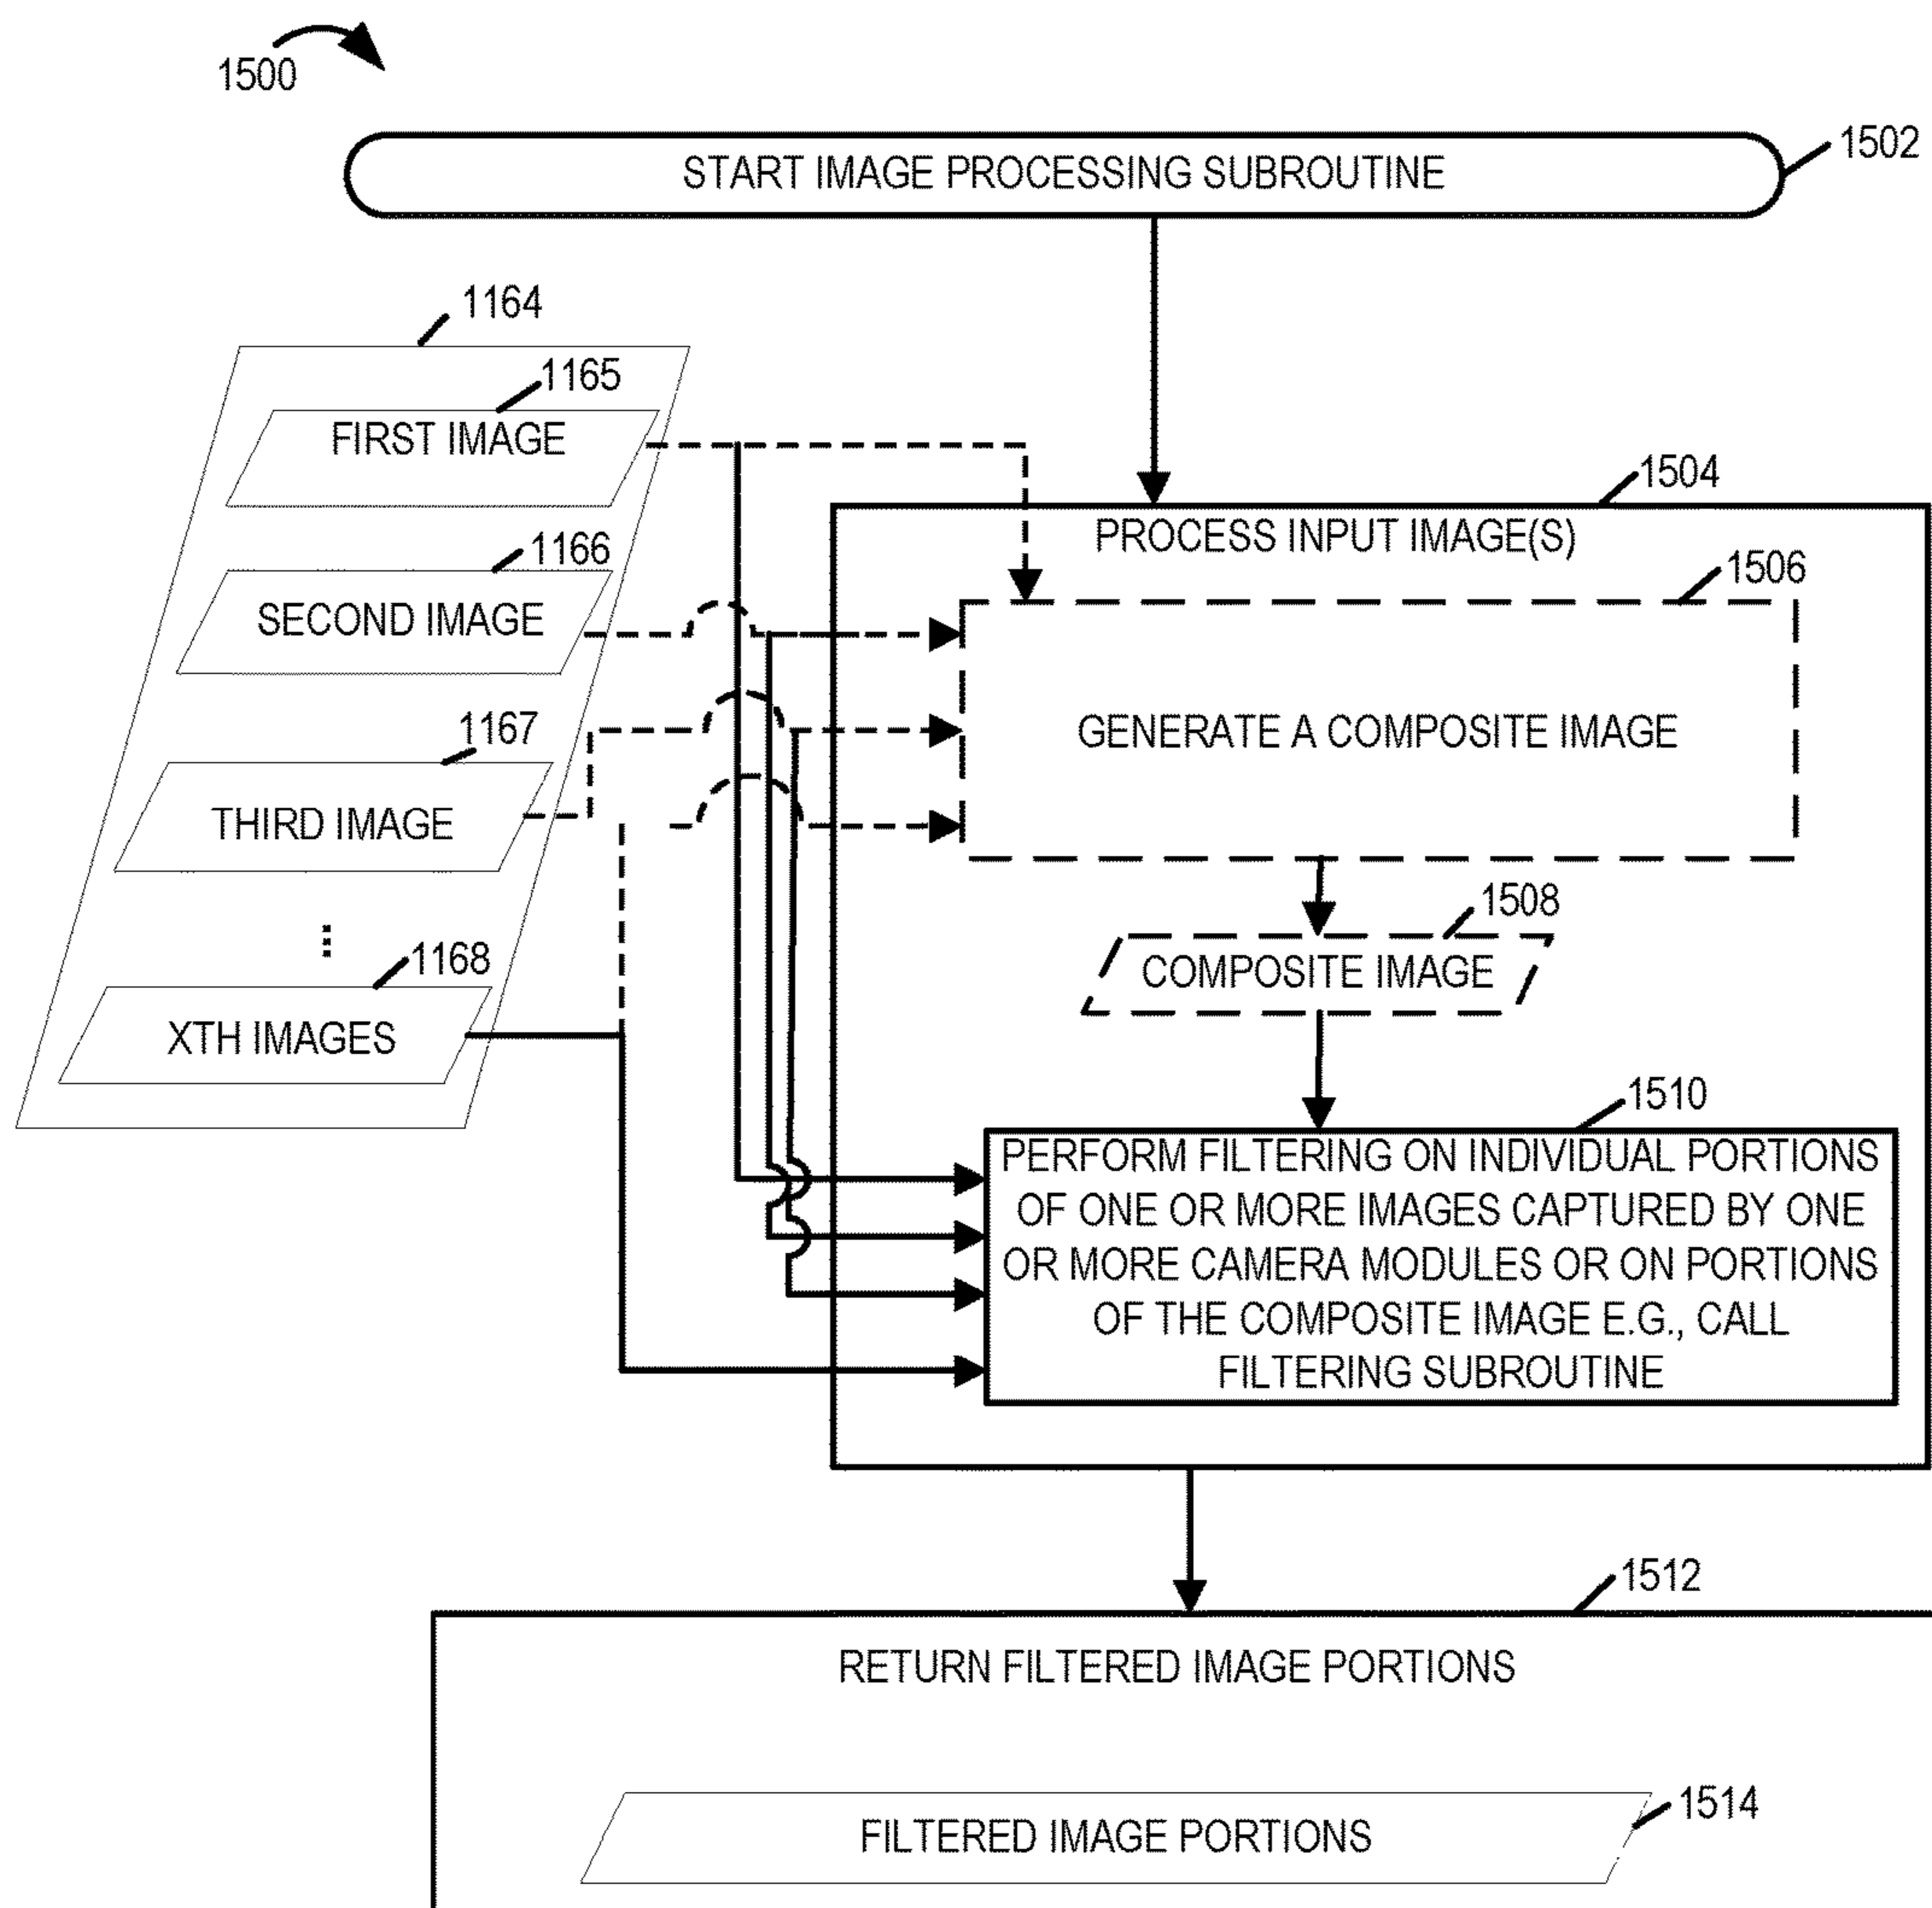 1500
START IMAGE PROCESSING SUBROUTINE
1502
1164
1165
FIRST IMAGE
1166
SECOND IMAGE
1167
THIRD IMAGE
...
1168
XTH IMAGES
1504
PROCESS INPUT IMAGE(S)
1506
GENERATE A COMPOSITE IMAGE
1508
COMPOSITE IMAGE
1510
PERFORM FILTERING ON INDIVIDUAL PORTIONS
OF ONE OR MORE IMAGES CAPTURED BY ONE
OR MORE CAMERA MODULES OR ON PORTIONS
OF THE COMPOSITE IMAGE E.G., CALL
FILTERING SUBROUTINE
1512
RETURN FILTERED IMAGE PORTIONS
1514
FILTERED IMAGE PORTIONS